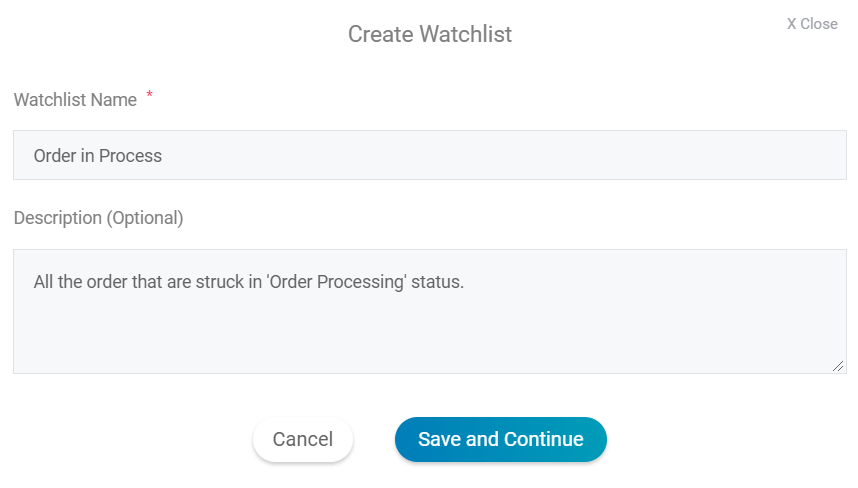 Create Watchlist
X Close
Watchlist Name *
Order in Process
Description (Optional)
All the order that are struck in 'Order Processing' status.
Cancel
Save and Continue